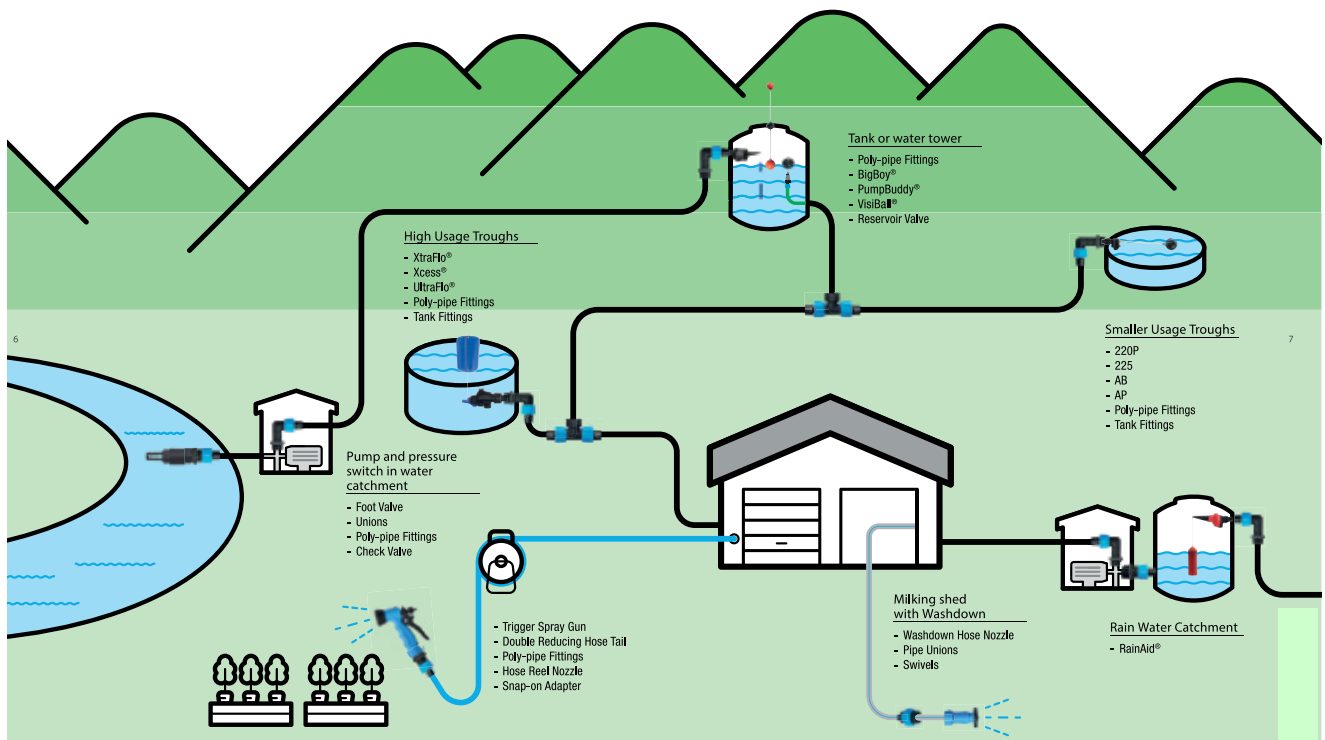 Tank or water tower
- Poly-pipe Fittings
- BigBoy®
- PumpBuddy®
- VisiBall®
- Reservoir Valve
High Usage Troughs
- XtraFlo®
- Xcess®
- UltraFlo®
- Poly-pipe Fittings
- Tank Fittings
6
Smaller Usage Troughs
- 220P
- 225
- AB
- AP
- Poly-pipe Fittings
- Tank Fittings
7
Pump and pressure
switch in water
catchment
- Foot Valve
- Unions
- Poly-pipe Fittings
- Check Valve
- Trigger Spray Gun
- Double Reducing Hose Tail
- Poly-pipe Fittings
- Hose Reel Nozzle
- Snap-on Adapter
Milking shed
with Washdown
- Washdown Hose Nozzle
- Pipe Unions
- Swivels
Rain Water Catchment
- RainAid®